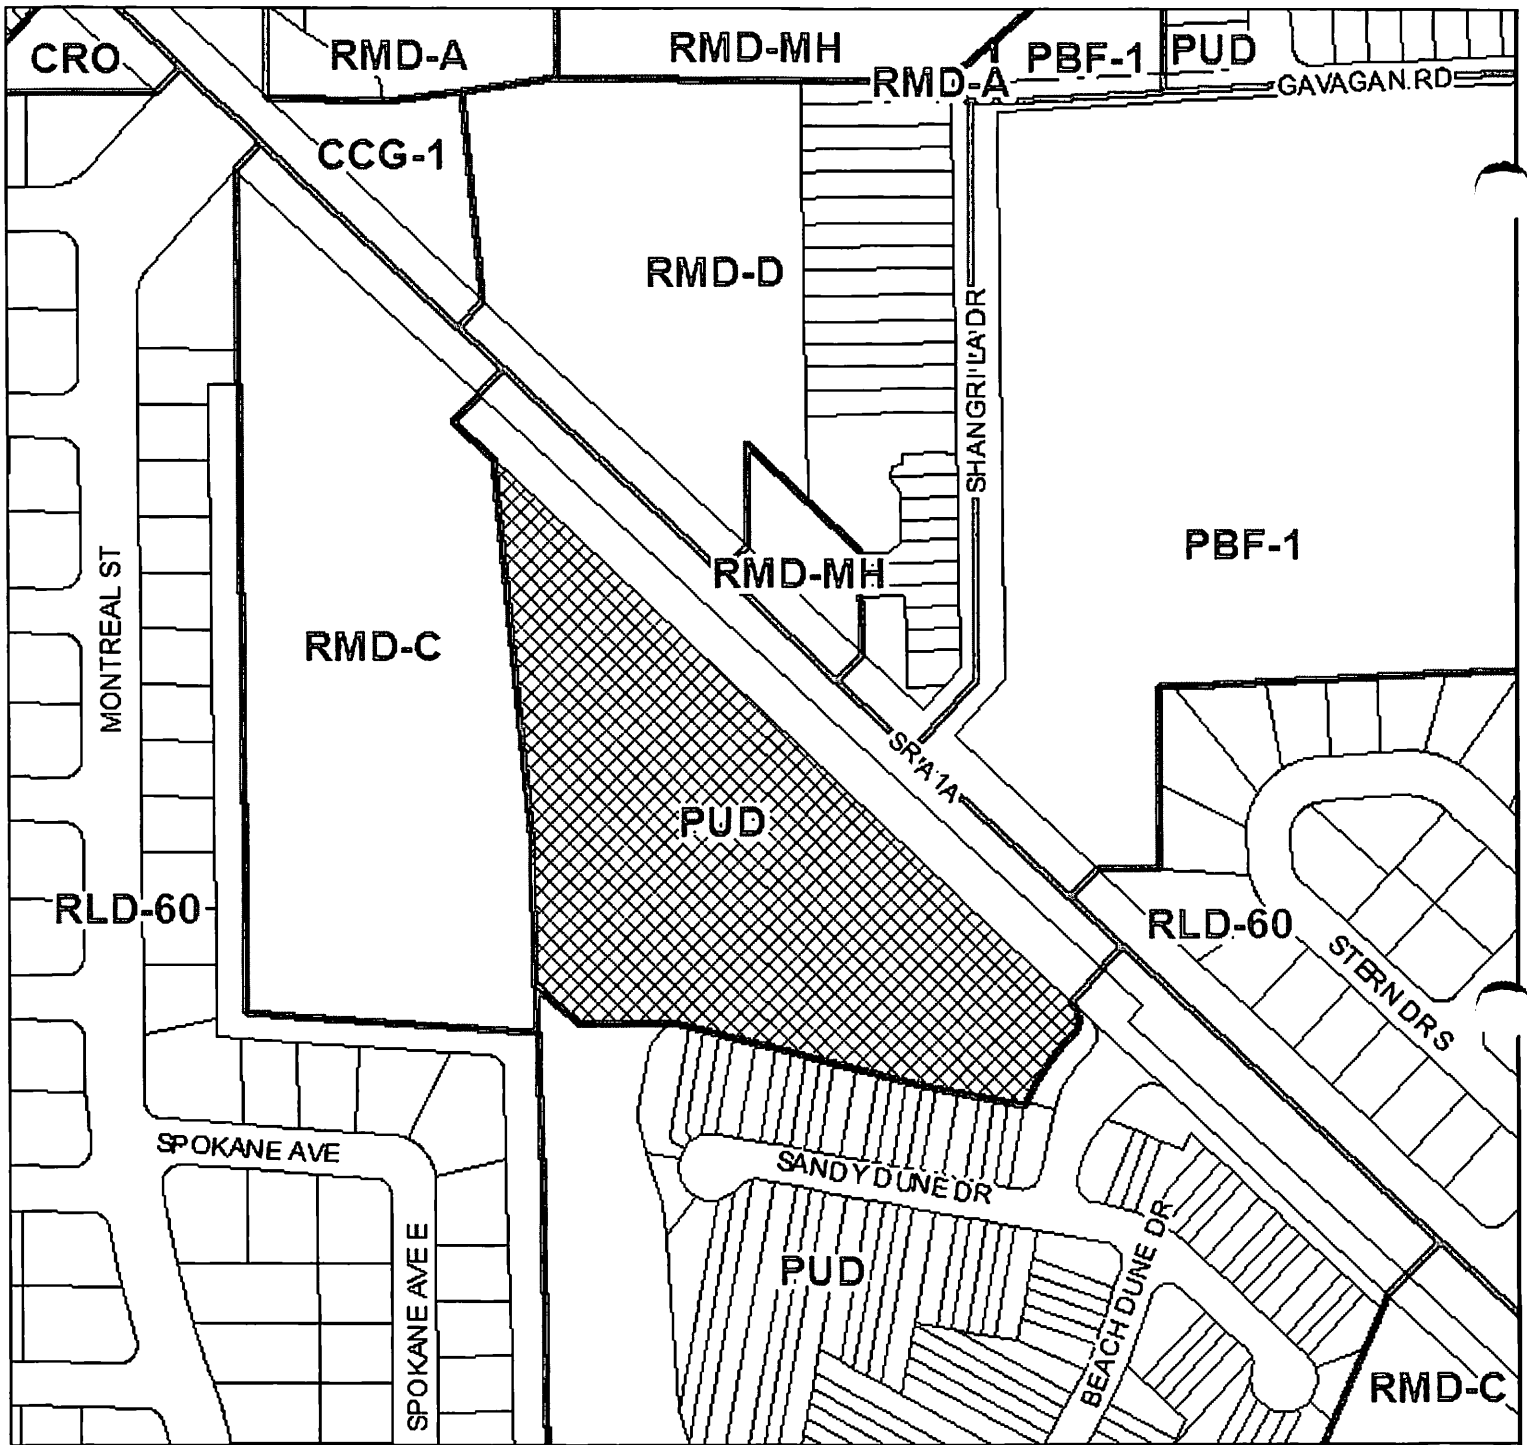 CRO
RMD-A
RMD-MH
RMD-A
PBF-1
PUD
GAVAGAN RD
CCG-1
RMD-D
SHANGRI LA DR
PBF-1
RMD-MH
MONTREAL ST
RMD-C
SR A1A
PUD
RLD-60
RLD-60
STERN DR S
SPOKANE AVE
SANDY DUNE DR
PUD
BEACH DUNE DR
SPOKANE AVE E
RMD-C